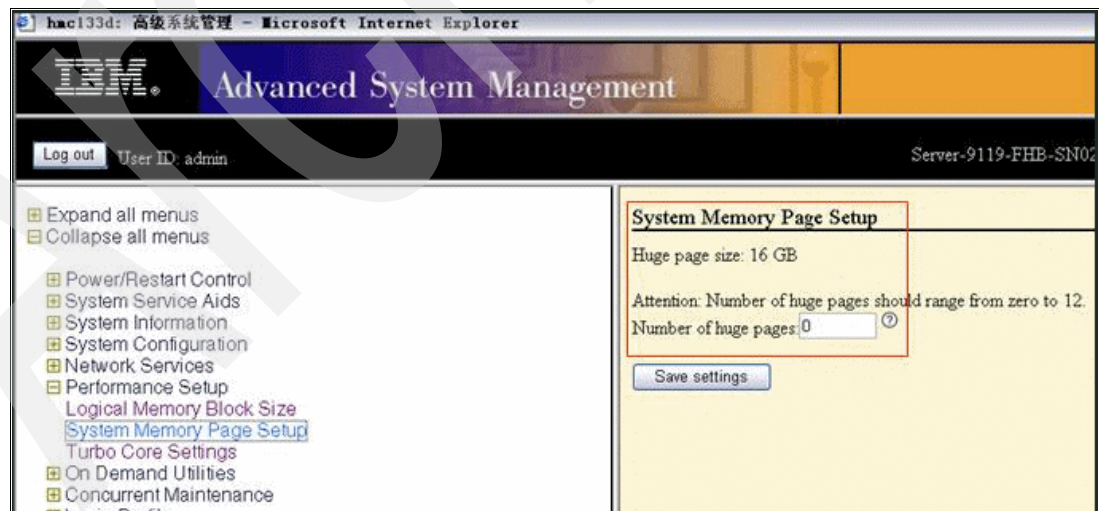 hmc133d: 高级系统管理 - Microsoft Internet Explorer
IBM®
Advanced System Management
Log out
User ID: admin
Server-9119-FHB-SN02
Expand all menus
Collapse all menus
Power/Restart Control
System Service Aids
System Information
System Configuration
Network Services
Performance Setup
Logical Memory Block Size
System Memory Page Setup
Turbo Core Settings
On Demand Utilities
Concurrent Maintenance
System Memory Page Setup
Huge page size: 16 GB
Attention: Number of huge pages should range from zero to 12.
Number of huge pages: 0
Save settings